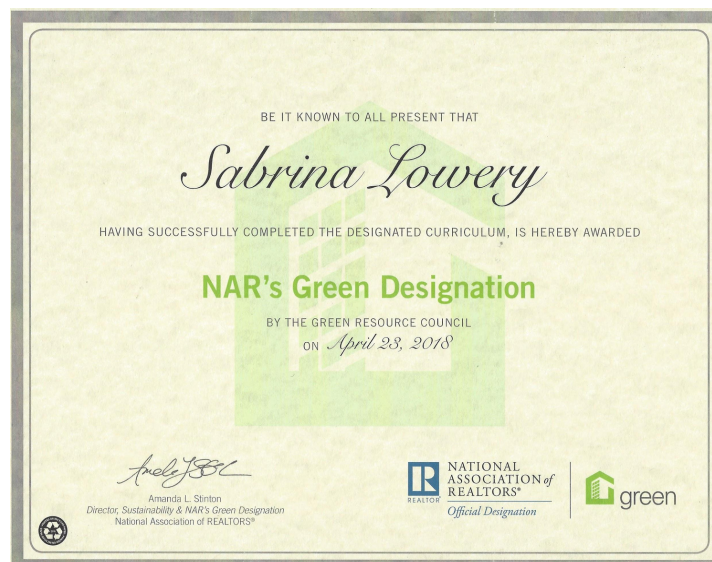 BE IT KNOWN TO ALL PRESENT THAT
Sabrina Lowery
HAVING SUCCESSFULLY COMPLETED THE DESIGNATED CURRICULUM, IS HEREBY AWARDED
NAR's Green Designation
BY THE GREEN RESOURCE COUNCIL
ON April 23, 2018
Amanda L. Stinton
Director, Sustainability & NAR's Green Designation
National Association of REALTORS®
REALTOR®
NATIONAL
ASSOCIATION of
REALTORS®
Official Designation
green